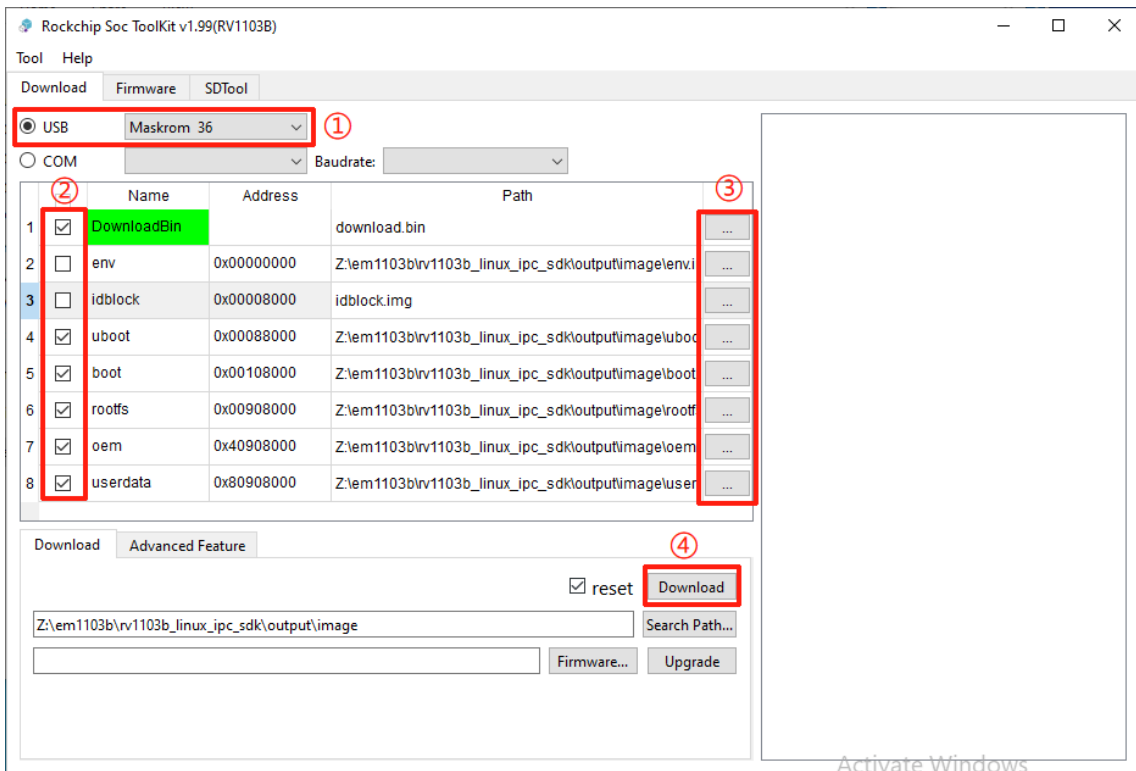 Rockchip Soc ToolKit v1.99(RV1103B)
Tool Help
Download Firmware SDTool
USB Maskrom 36 ①
COM Baudrate:
② Name Address Path ③
1 DownloadBin download.bin ...
2 env 0x00000000 Z:\em1103b\rv1103b_linux_ipc_sdk\output\image\env.i ...
3 idblock 0x00008000 idblock.img ...
4 uboot 0x00088000 Z:\em1103b\rv1103b_linux_ipc_sdk\output\image\uboo ...
5 boot 0x00108000 Z:\em1103b\rv1103b_linux_ipc_sdk\output\image\boot ...
6 rootfs 0x00908000 Z:\em1103b\rv1103b_linux_ipc_sdk\output\image\rootf ...
7 oem 0x40908000 Z:\em1103b\rv1103b_linux_ipc_sdk\output\image\oem ...
8 userdata 0x80908000 Z:\em1103b\rv1103b_linux_ipc_sdk\output\image\user ...
Download Advanced Feature ④
reset Download
Z:\em1103b\rv1103b_linux_ipc_sdk\output\image Search Path...
Firmware... Upgrade
Activate Windows